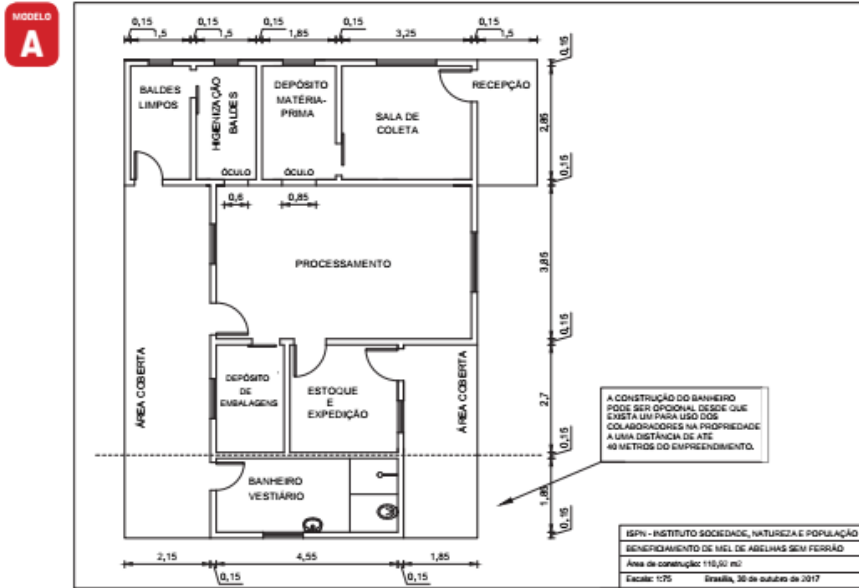 MODELO
A
0,15
0,15
0,15
0,15
0,15
1,5
1,5
1,85
3,25
1,5
0,15
BALDES
LIMPOS
HIGIENIZAÇÃO
BALDES
DEPÓSITO
MATÉRIA-
PRIMA
SALA DE
COLETA
RECEPÇÃO
2,85
ÓCULO
ÓCULO
0,15
0,6
0,85
PROCESSAMENTO
3,85
0,15
ÁREA COBERTA
DEPÓSITO
DE
EMBALAGENS
ESTOQUE
E
EXPEDIÇÃO
ÁREA COBERTA
2,7
0,15
A CONSTRUÇÃO DO BANHEIRO
PODE SER OPCIONAL DESDE QUE
EXISTA UM PARA USO DOS
COLABORADORES NA PROPRIEDADE
A UMA DISTÂNCIA DE ATÉ
40 METROS DO EMPREENDIMENTO.
BANHEIRO
VESTIÁRIO
1,85
0,15
2,15
4,55
1,85
0,15
0,15
ISPN - INSTITUTO SOCIEDADE, NATUREZA E POPULAÇÃO
BENEFICIAMENTO DE MEL DE ABELHAS SEM FERRÃO
Área de construção: 110,92 m2
Escala: 1:75 Brasília, 30 de outubro de 2017